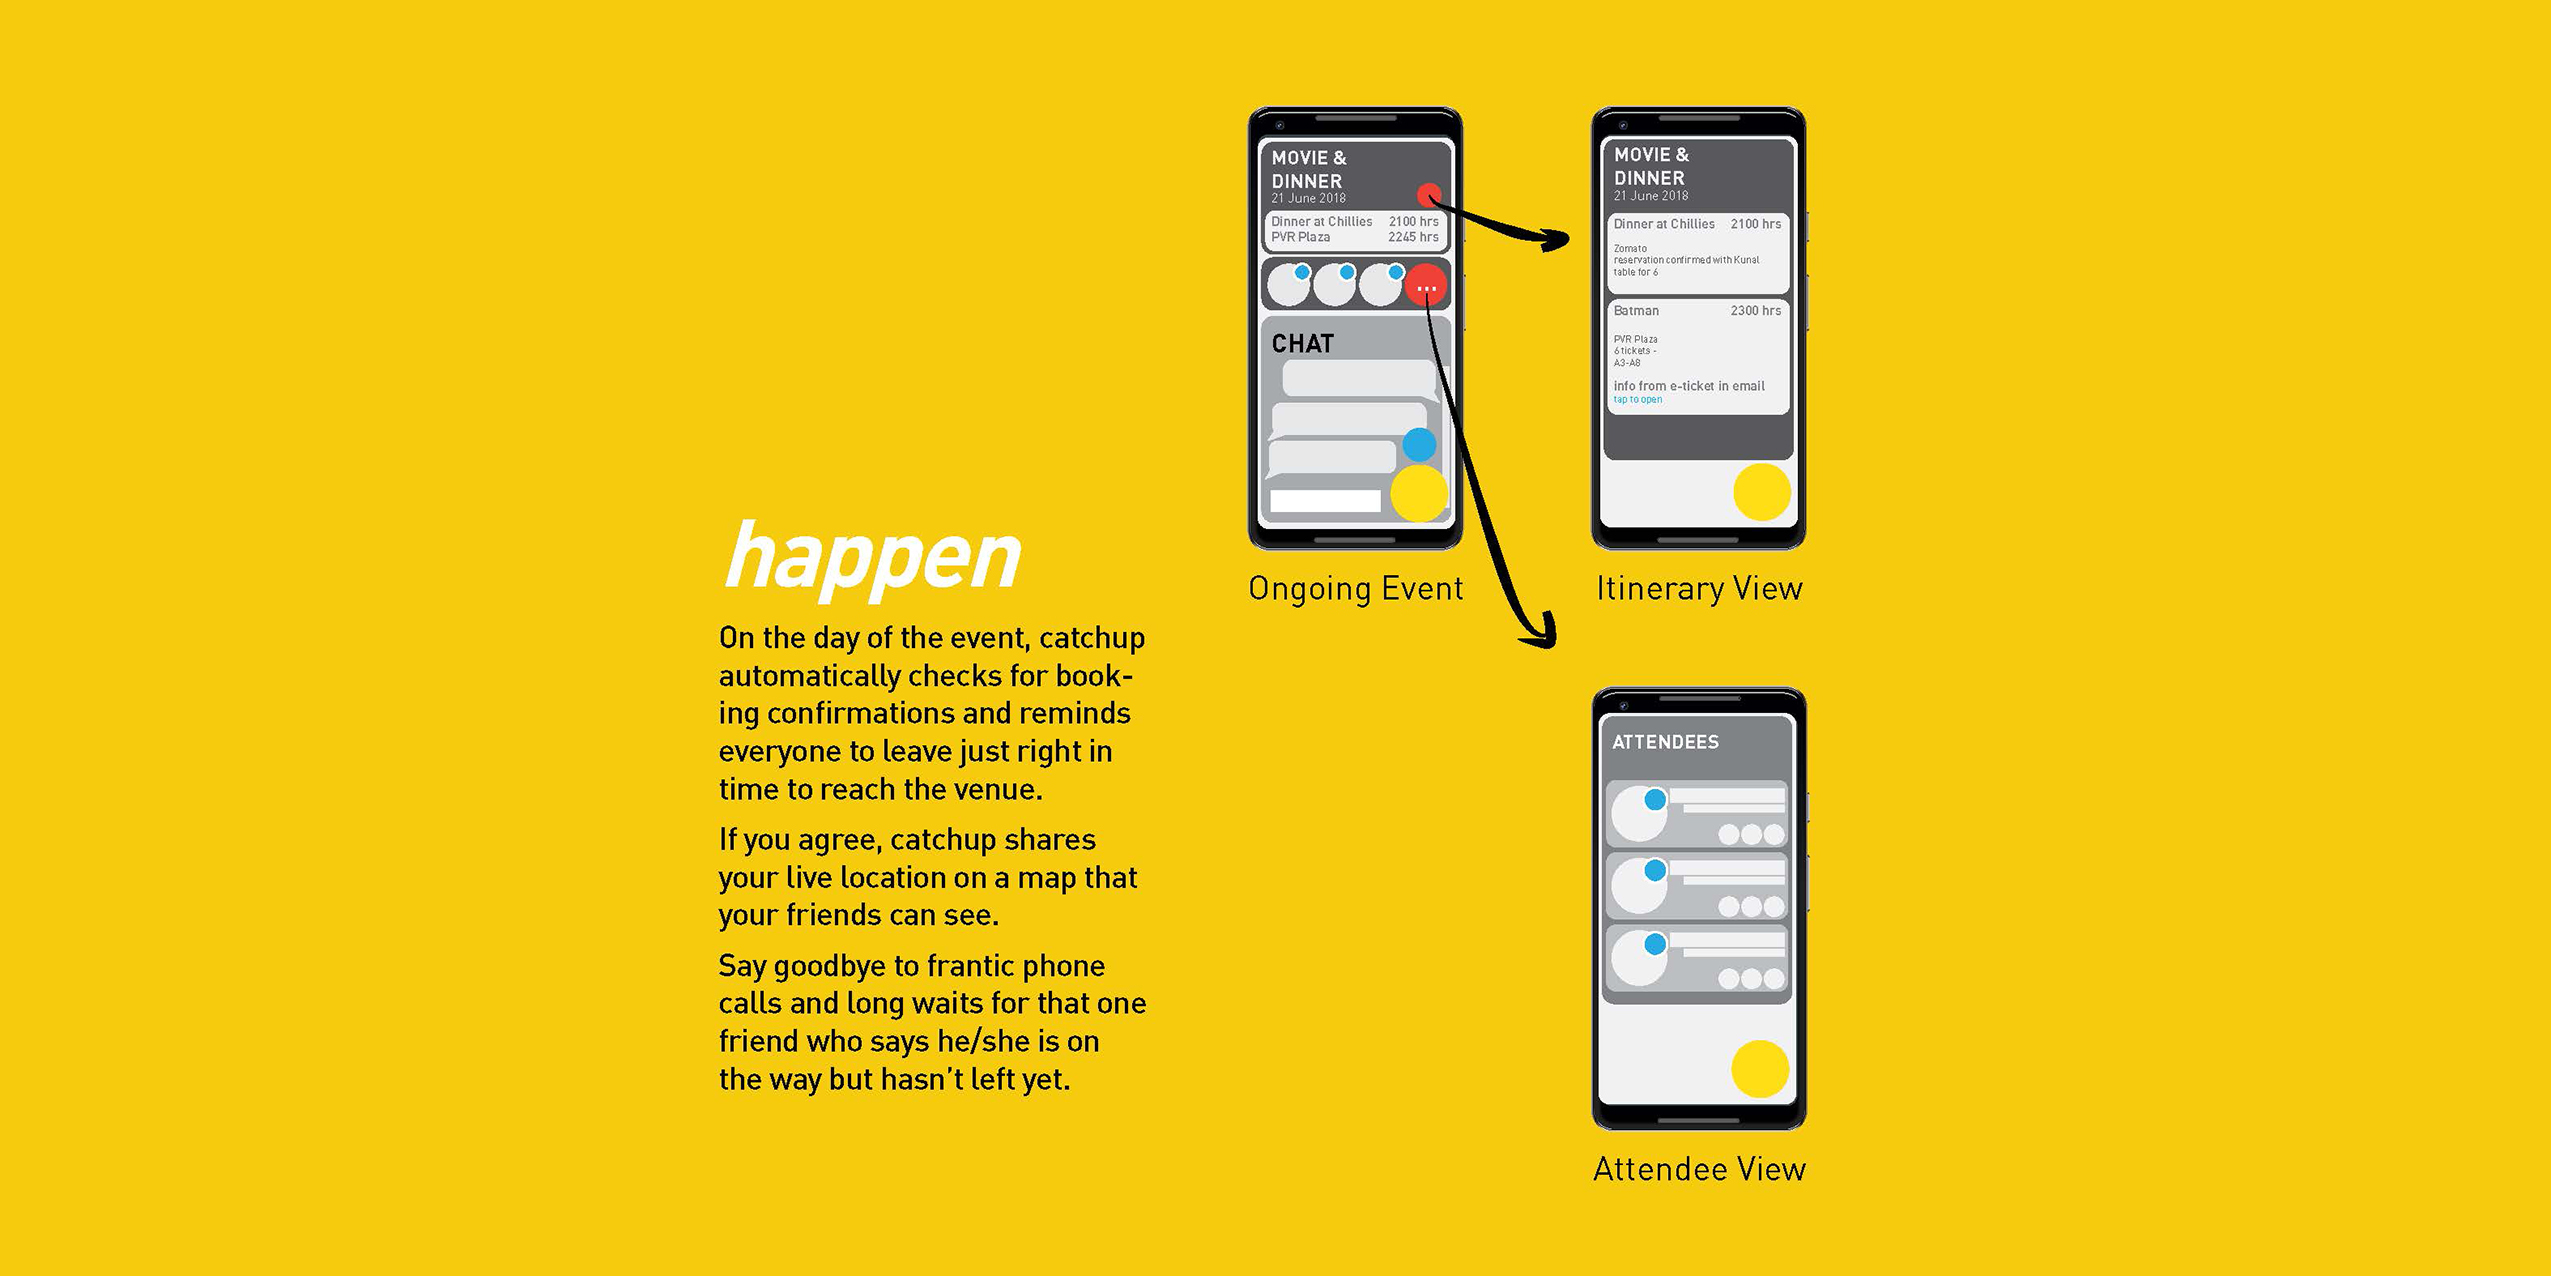 happen
On the day of the event, catchup
automatically checks for book-
ing confirmations and reminds
everyone to leave just right in
time to reach the venue.
If you agree, catchup shares
your live location on a map that
your friends can see.
Say goodbye to frantic phone
calls and long waits for that one
friend who says he/she is on
the way but hasn't left yet.
MOVIE &
DINNER
21 June 2018
Dinner at Chillies 2100 hrs
PVR Plaza 2245 hrs
...
CHAT
Ongoing Event
MOVIE &
DINNER
21 June 2018
Dinner at Chillies 2100 hrs
Zomato
reservation confirmed with Kunal
table for 6
Batman 2300 hrs
PVR Plaza
6 tickets -
A3-A8
info from e-ticket in email
tap to open
Itinerary View
ATTENDEES
Attendee View